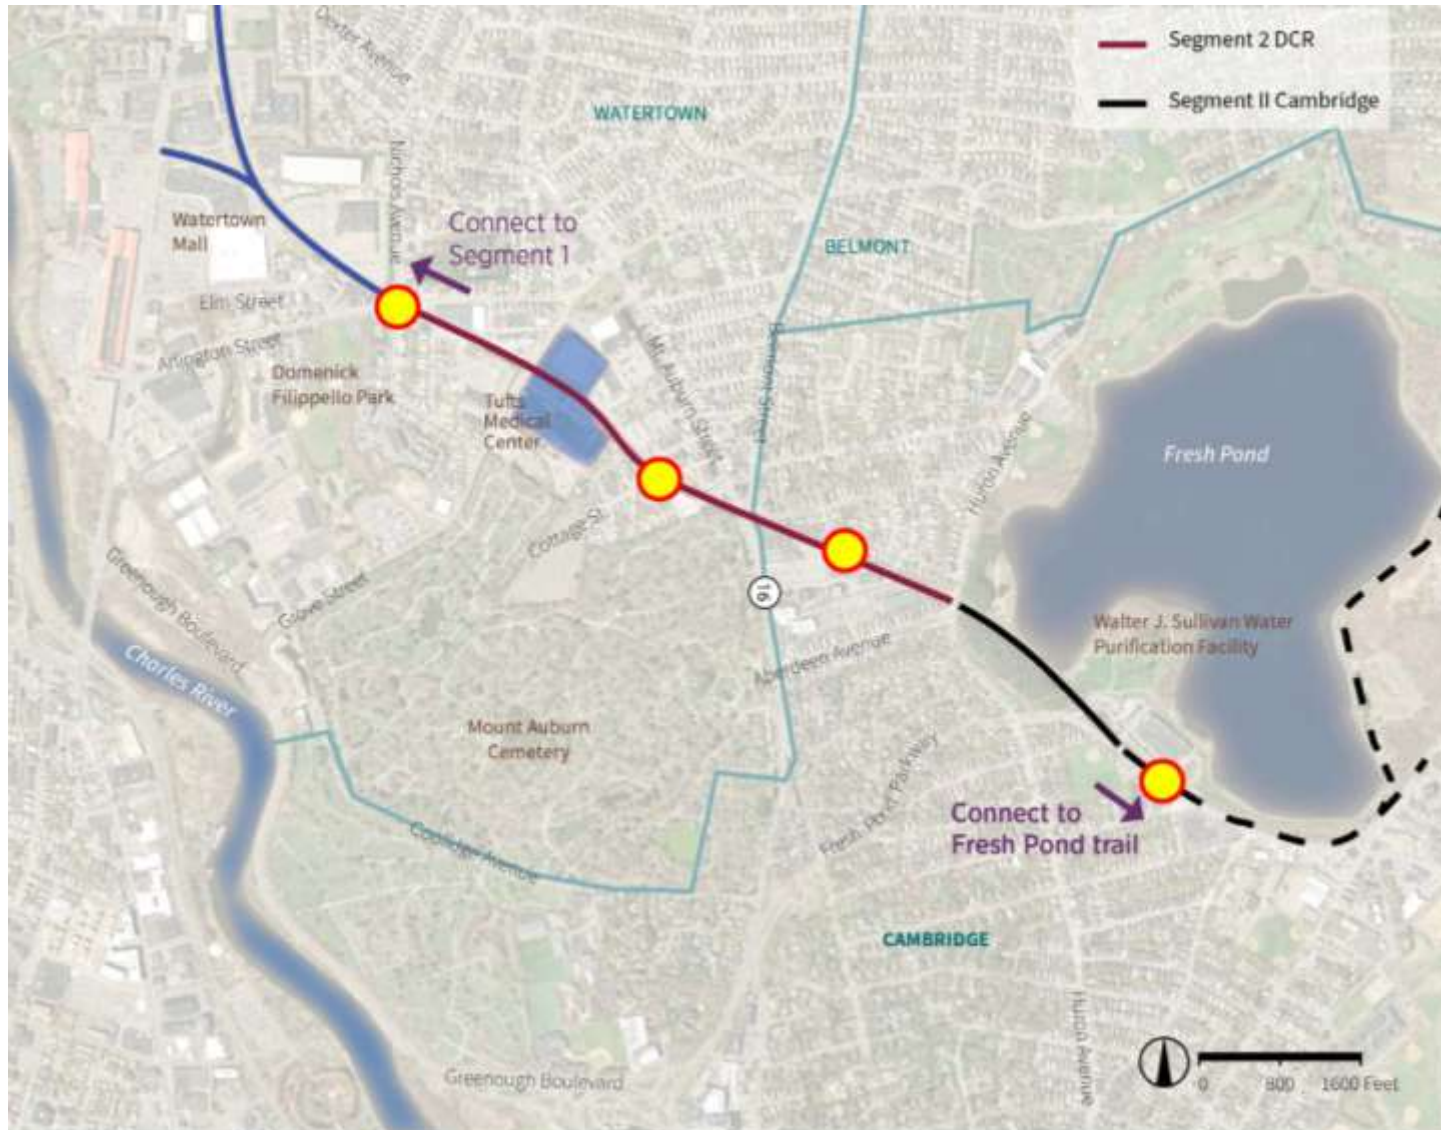 Segment 2 DCR
Segment II Cambridge
Dexter Avenue
WATERTOWN
Nichols Avenue
Watertown
Mall
Connect to
Segment 1
BELMONT
Elm Street
Arlington Street
Domenick
Filippello Park
Tufts
Medical
Center
Mt Auburn Street
Belmont Street
Huron Avenue
Fresh Pond
Cottage St
Greenough Boulevard
Grove Street
16
Walter J. Sullivan Water
Purification Facility
Charles River
Aberdeen Avenue
Mount Auburn
Cemetery
Fresh Pond Parkway
Connect to
Fresh Pond trail
Coolidge Avenue
CAMBRIDGE
Huron Avenue
Greenough Boulevard
0 800 1600 Feet